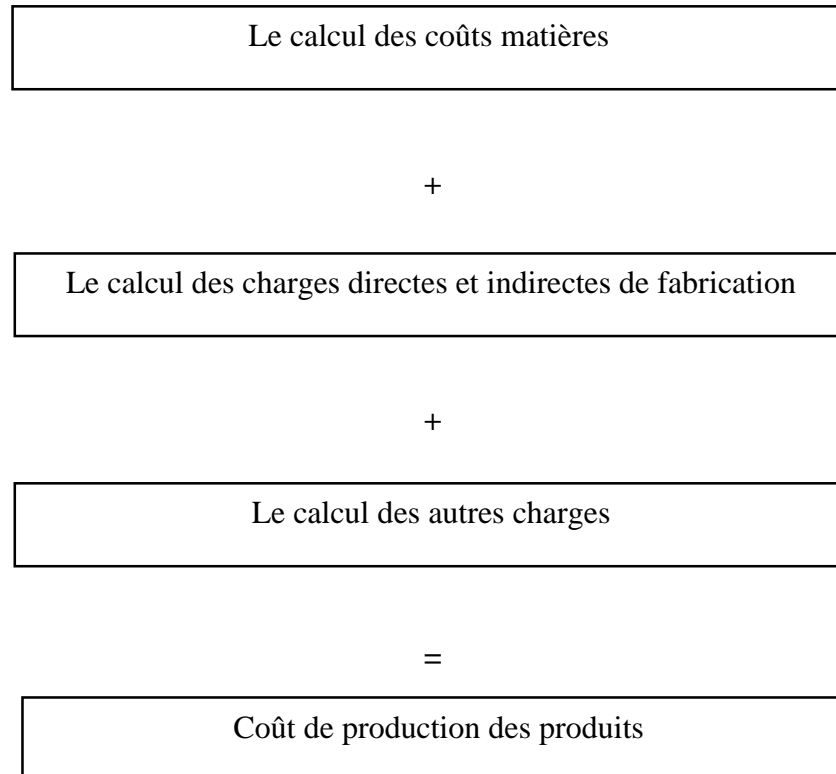 Le calcul des coûts matières
+
Le calcul des charges directes et indirectes de fabrication
+
Le calcul des autres charges
=
Coût de production des produits